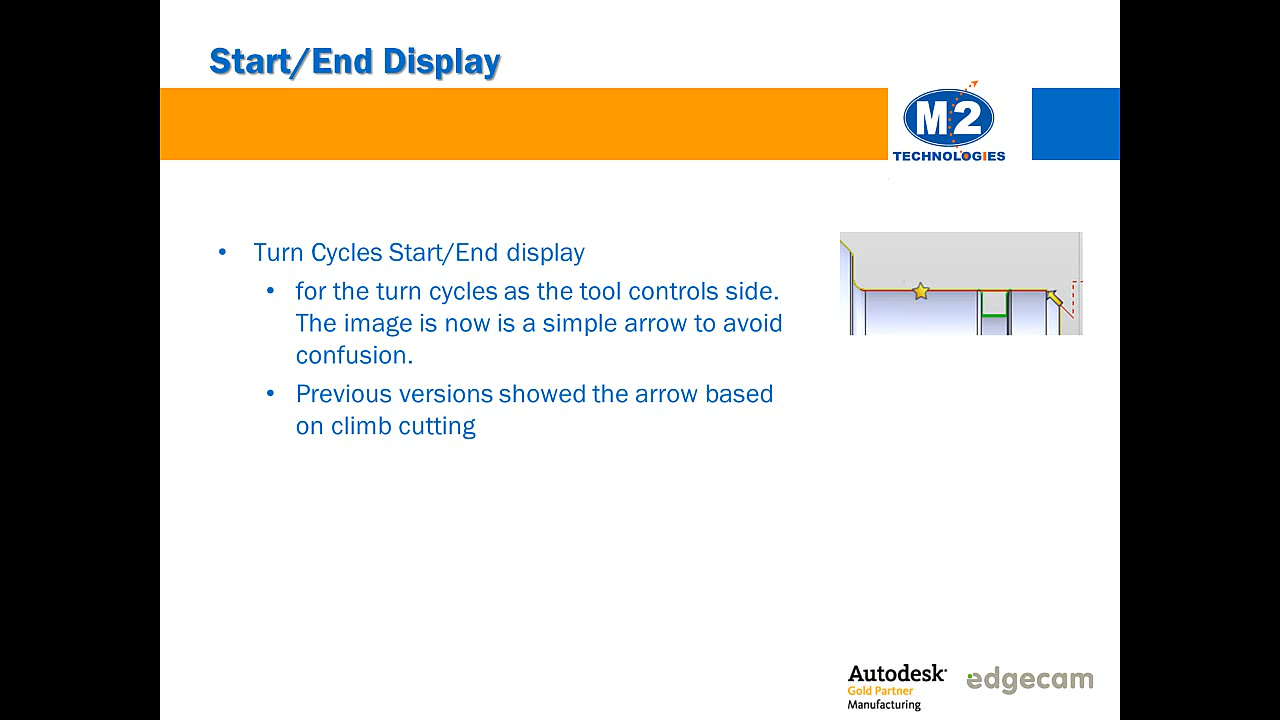 Start/End Display
M2
TECHNOLOGIES
• Turn Cycles Start/End display
• for the turn cycles as the tool controls side.
The image is now is a simple arrow to avoid
confusion.
• Previous versions showed the arrow based
on climb cutting
Autodesk
Gold Partner
Manufacturing
edgecam